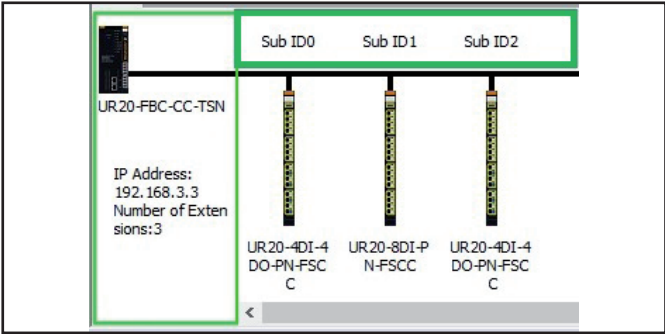 Sub ID0 Sub ID1 Sub ID2
UR20-FBC-CC-TSN
IP Address:
192.168.3.3
Number of Exten
sions:3
UR20-4DI-4
DO-PN-FSC
C
UR20-8DI-P
N-FSCC
UR20-4DI-4
DO-PN-FSC
C